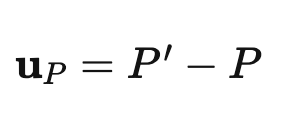 𝐮_P = P′ − P